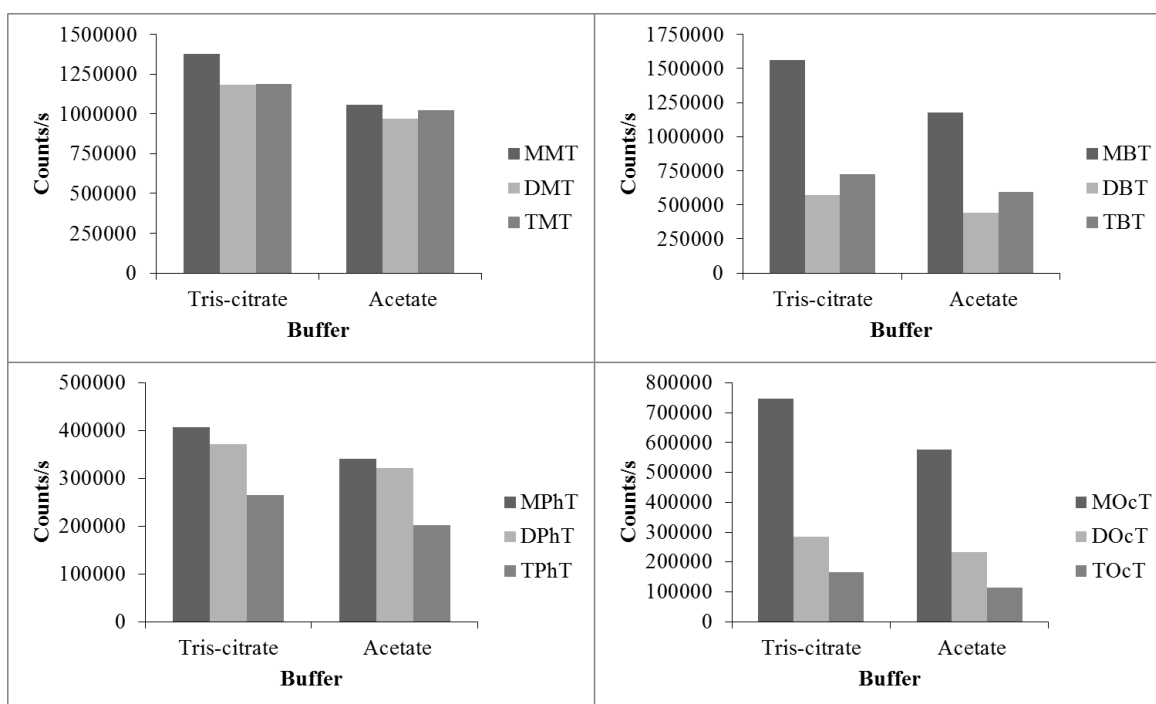 1500000
1250000
1000000
750000
500000
250000
0
Counts/s
Tris-citrate Acetate
Buffer
MMT
DMT
TMT
1750000
1500000
1250000
1000000
750000
500000
250000
0
Counts/s
Tris-citrate Acetate
Buffer
MBT
DBT
TBT
500000
400000
300000
200000
100000
0
Counts/s
Tris-citrate Acetate
Buffer
MPhT
DPhT
TPhT
800000
700000
600000
500000
400000
300000
200000
100000
0
Counts/s
Tris-citrate Acetate
Buffer
MOcT
DOcT
TOcT